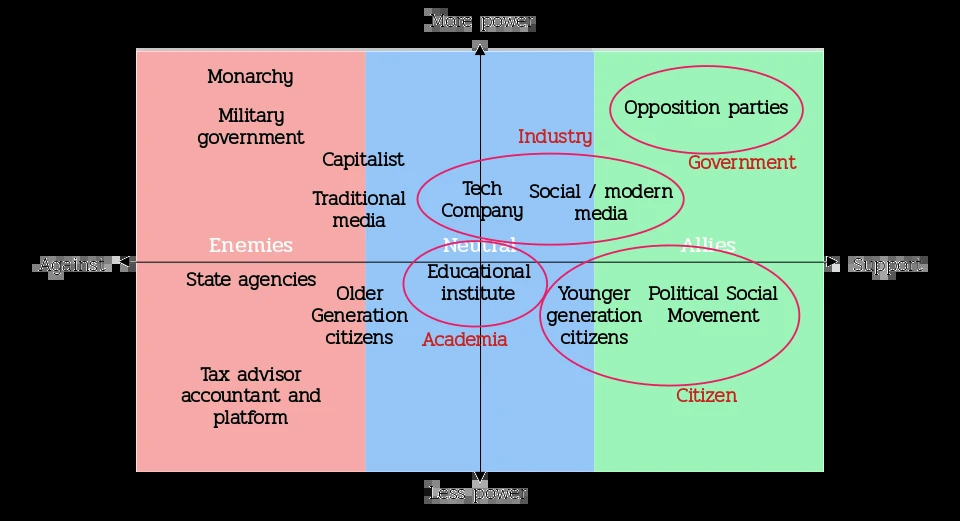 More power
Monarchy
Military
government
Opposition parties
Industry
Government
Capitalist
Tech
Company
Social / modern
media
Traditional
media
Enemies
Neutral
Allies
Against
Support
State agencies
Educational
institute
Older
Generation
citizens
Younger
generation
citizens
Political Social
Movement
Academia
Tax advisor
accountant and
platform
Citizen
Less power